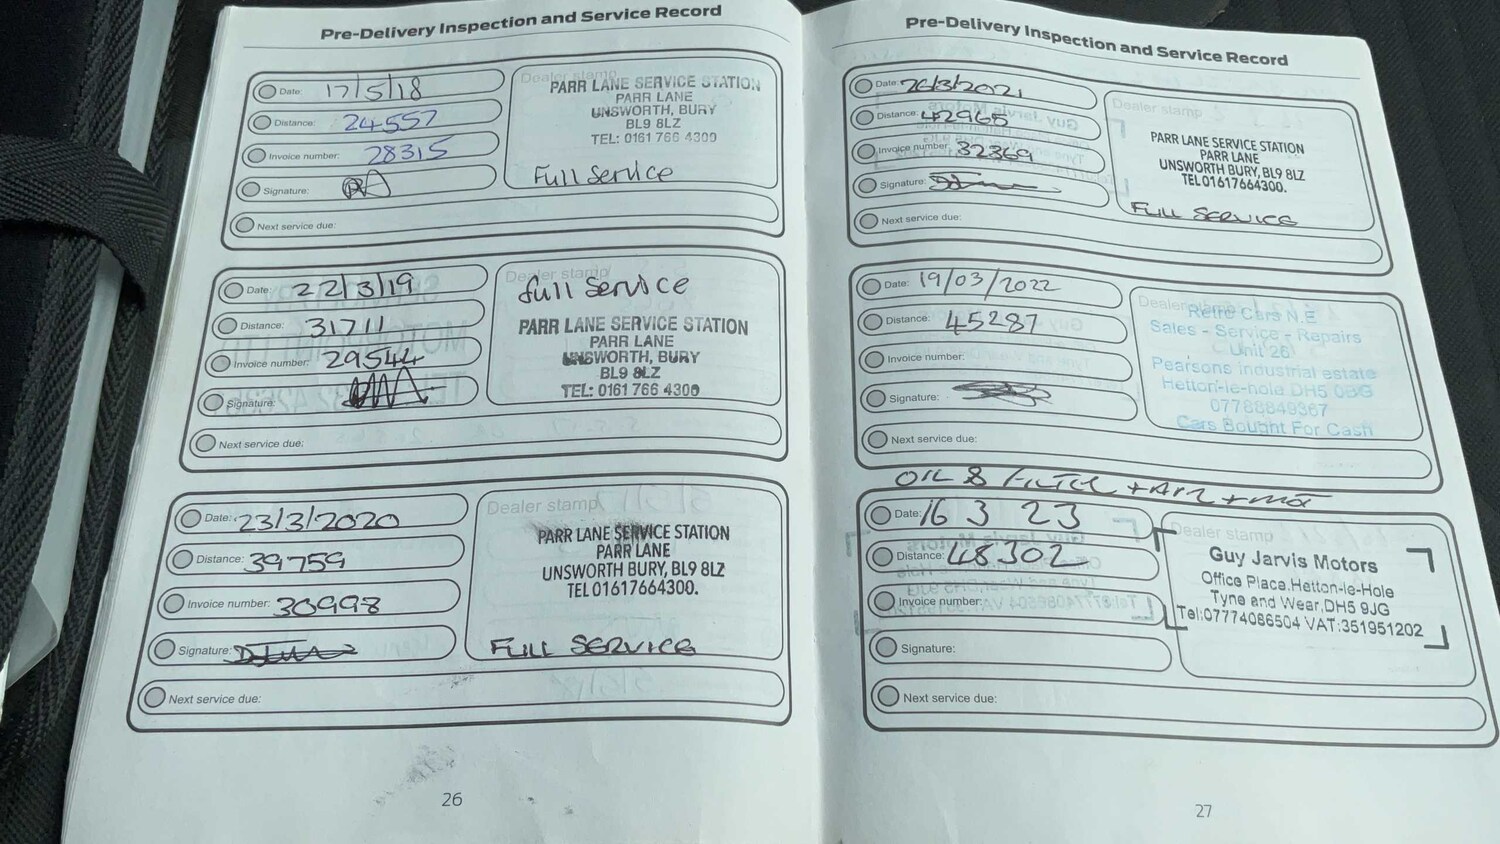 Pre-Delivery Inspection and Service Record
Date: 17/5/18
Distance: 24557
Invoice number: 28315
Signature:
Next service due:
Dealer stamp
PARR LANE SERVICE STATION
PARR LANE
UNSWORTH, BURY
BL9 8LZ
TEL: 0161 766 4300
Full Service
Date: 22/3/19
Distance: 31711
Invoice number: 29544
Signature:
Next service due:
Dealer stamp
full service
PARR LANE SERVICE STATION
PARR LANE
UNSWORTH, BURY
BL9 8LZ
TEL: 0161 766 4300
Date: 23/3/2020
Distance: 39759
Invoice number: 30998
Signature:
Next service due:
Dealer stamp
PARR LANE SERVICE STATION
PARR LANE
UNSWORTH BURY, BL9 8LZ
TEL 01617664300.
FULL SERVICE
26
Pre-Delivery Inspection and Service Record
Date: 26/3/2021
Distance: 42966
Invoice number: 32369
Signature:
Next service due:
Dealer stamp
PARR LANE SERVICE STATION
PARR LANE
UNSWORTH BURY, BL9 8LZ
TEL 01617664300.
FULL SERVICE
Date: 19/03/2022
Distance: 45287
Invoice number:
Signature:
Next service due:
Dealer stamp
Retro Cars N.E
Sales - Service - Repairs
Unit 26
Pearsons industrial estate
Hetton-le-hole DH5 0BG
07788849367
Cars Bought For Cash
OIL & FILTER + AIR + MOT
Date: 16 3 23
Distance: 48302
Invoice number:
Signature:
Next service due:
Dealer stamp
Guy Jarvis Motors
Office Place,Hetton-le-Hole
Tyne and Wear,DH5 9JG
Tel:07774086504 VAT:351951202
27